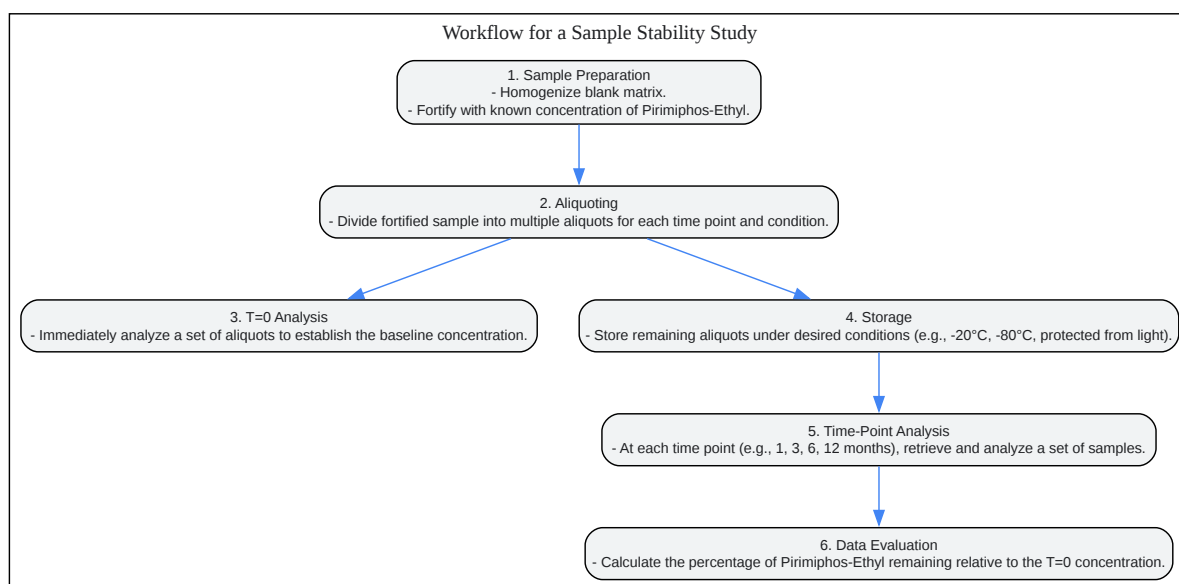 Workflow for a Sample Stability Study
1. Sample Preparation
- Homogenize blank matrix.
- Fortify with known concentration of Pirimiphos-Ethyl.
2. Aliquoting
- Divide fortified sample into multiple aliquots for each time point and condition.
3. T=0 Analysis
- Immediately analyze a set of aliquots to establish the baseline concentration.
4. Storage
- Store remaining aliquots under desired conditions (e.g., -20°C, -80°C, protected from light).
5. Time-Point Analysis
- At each time point (e.g., 1, 3, 6, 12 months), retrieve and analyze a set of samples.
6. Data Evaluation
- Calculate the percentage of Pirimiphos-Ethyl remaining relative to the T=0 concentration.